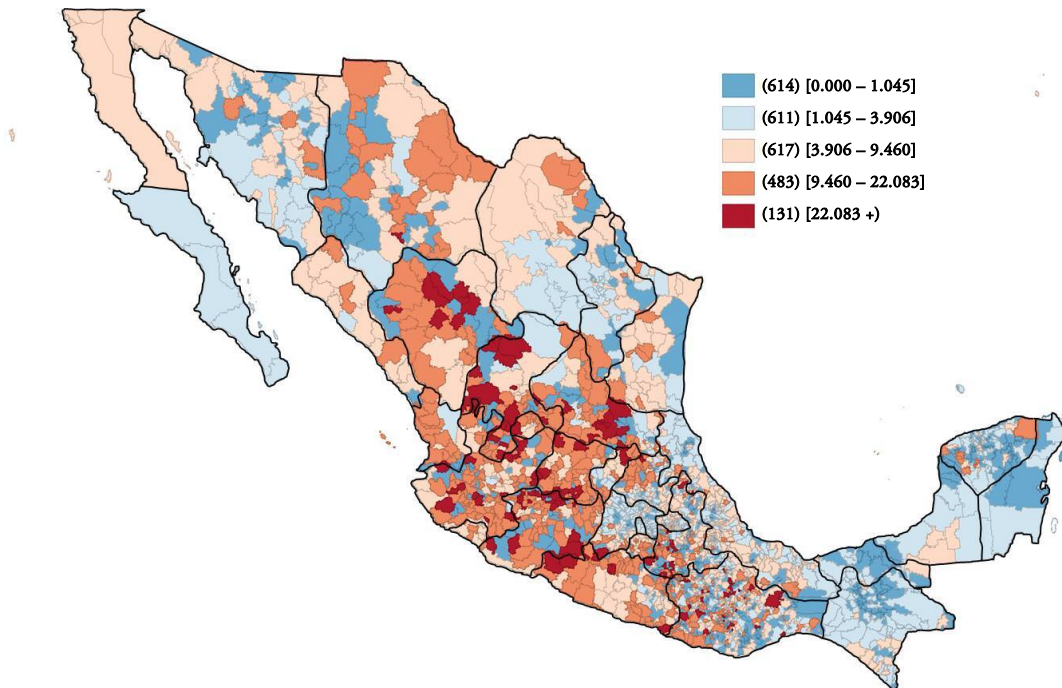 (614) [0.000 – 1.045]
(611) [1.045 – 3.906]
(617) [3.906 – 9.460]
(483) [9.460 – 22.083]
(131) [22.083 +)